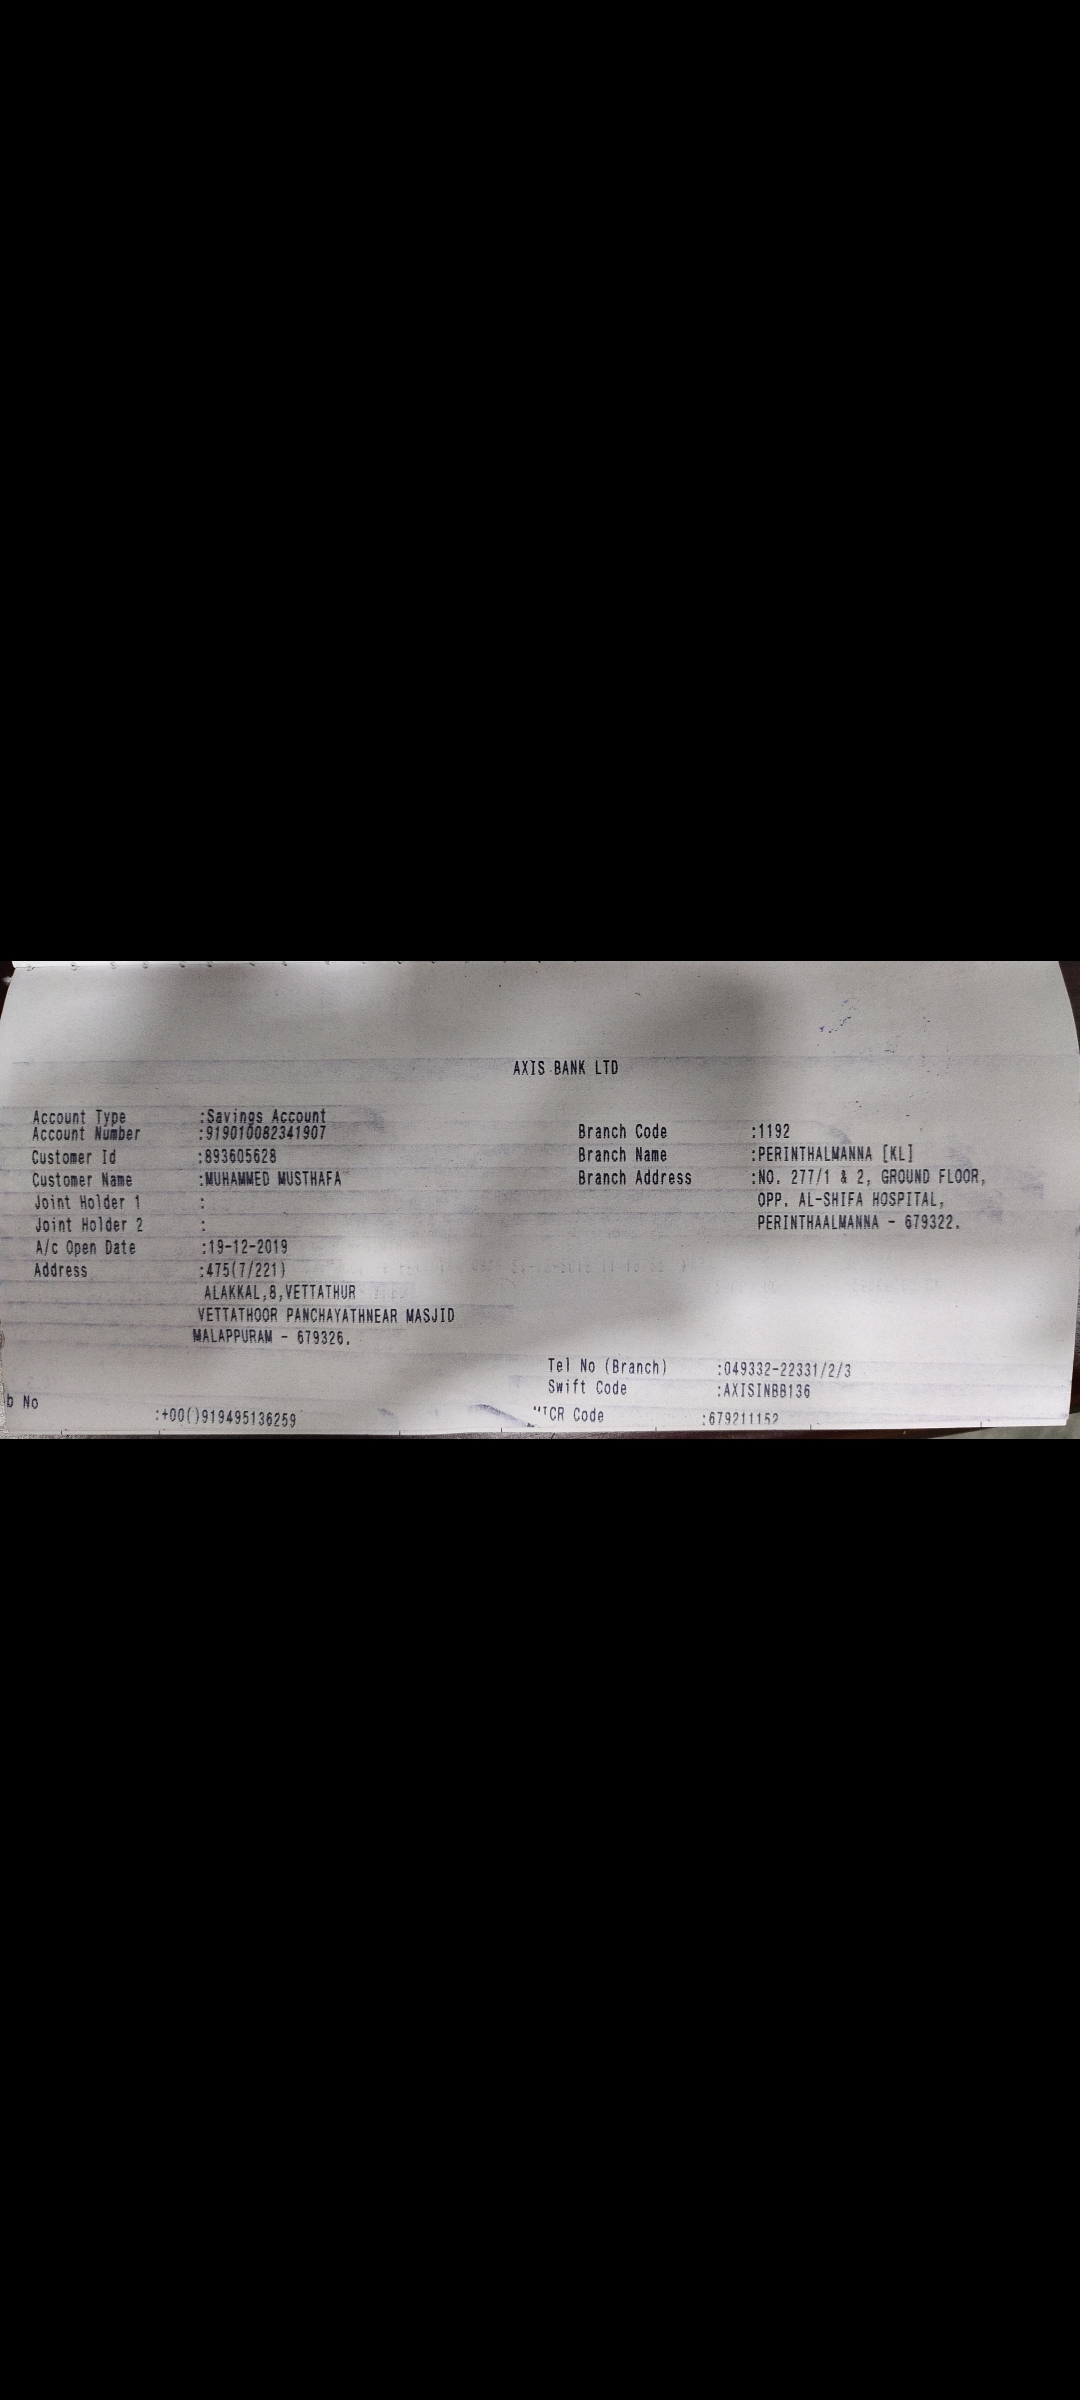 AXIS BANK LTD
Account Type :Savings Account
Account Number :919010082341907
Customer Id :893605628
Customer Name :MUHAMMED MUSTHAFA
Joint Holder 1 :
Joint Holder 2 :
A/c Open Date :19-12-2019
Address :475(7/221)
ALAKKAL,8,VETTATHUR
VETTATHOOR PANCHAYATHNEAR MASJID
MALAPPURAM - 679326.
b No :+00()919495136259
Branch Code :1192
Branch Name :PERINTHALMANNA [KL]
Branch Address :NO. 277/1 & 2, GROUND FLOOR,
OPP. AL-SHIFA HOSPITAL,
PERINTHAALMANNA - 679322.
Tel No (Branch) :049332-22331/2/3
Swift Code :AXISINBB136
MICR Code :679211152